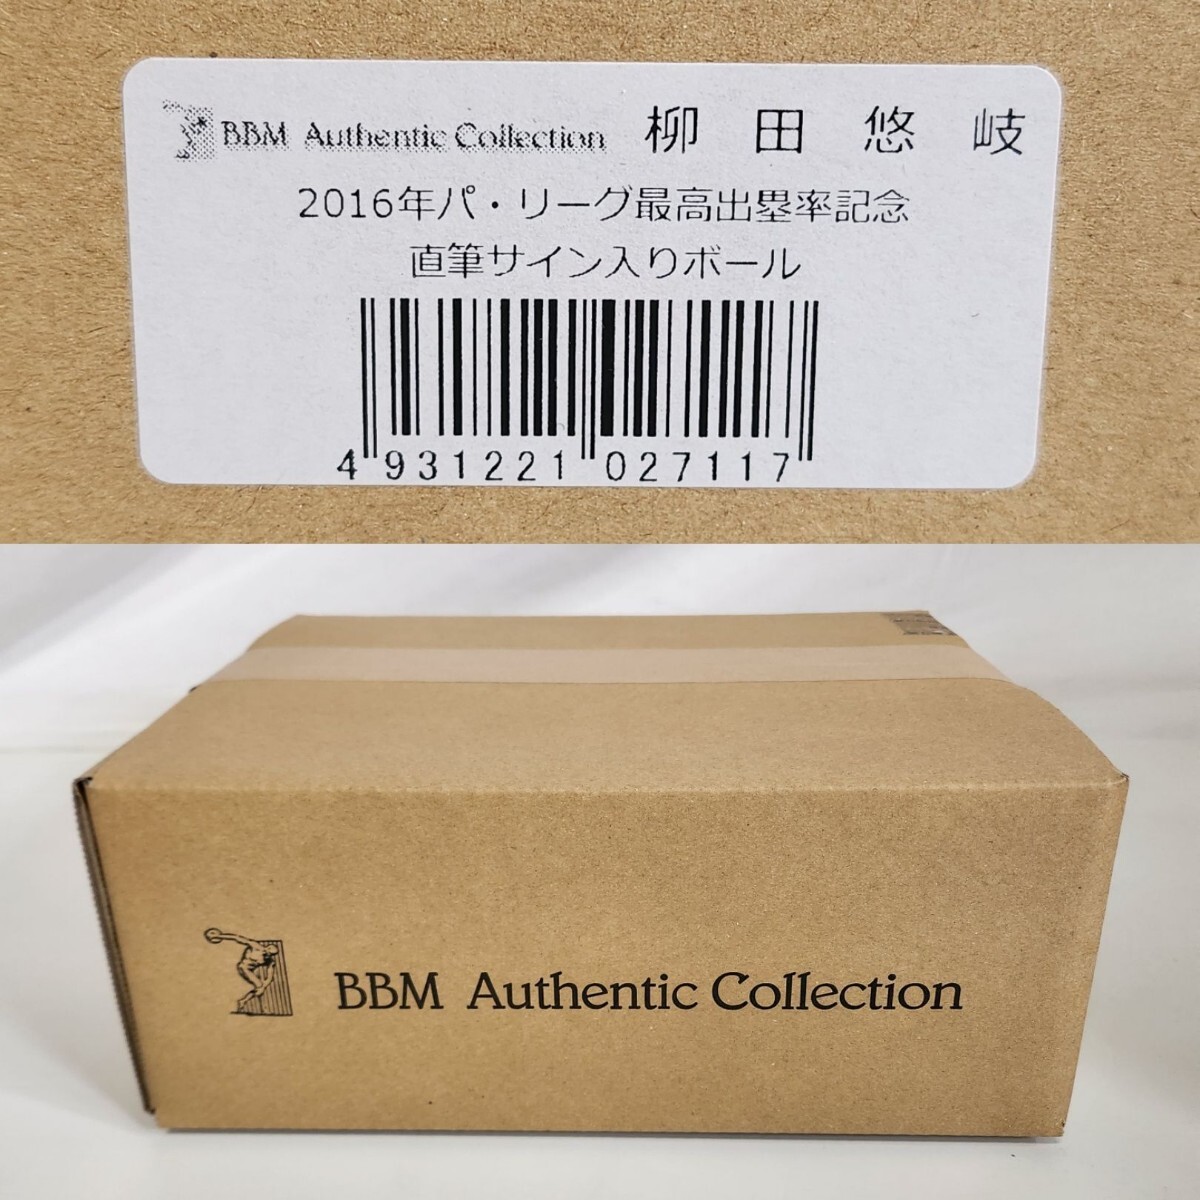 BBM Authentic Collection 柳田悠岐
2016年パ・リーグ最高出塁率記念
直筆サイン入りボール
4 931221 027117
BBM Authentic Collection